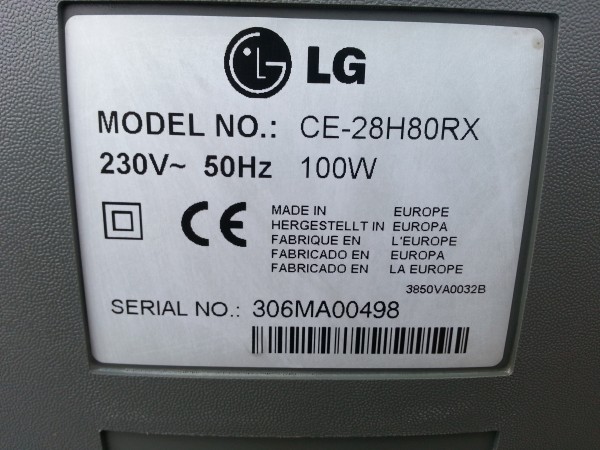 LG
MODEL NO.: CE-28H80RX
230V~ 50Hz 100W
CE
MADE IN EUROPE
HERGESTELLT IN EUROPA
FABRIQUE EN L'EUROPE
FABRICADO EN EUROPA
FABRICADO EN LA EUROPE
3850VA0032B
SERIAL NO.: 306MA00498